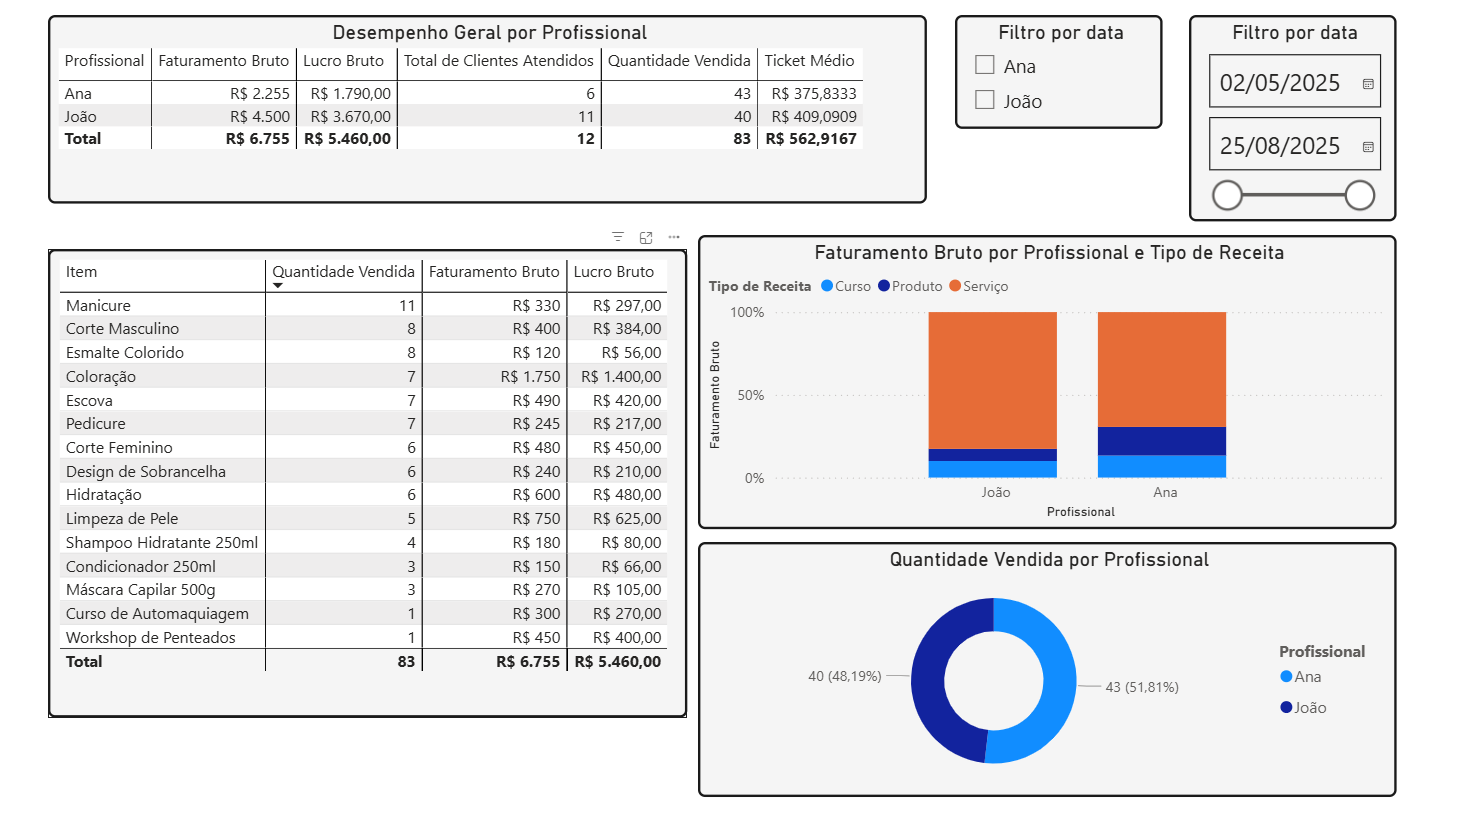 Desempenho Geral por Profissional
Profissional Faturamento Bruto Lucro Bruto Total de Clientes Atendidos Quantidade Vendida Ticket Médio
Ana R$ 2.255 R$ 1.790,00 6 43 R$ 375,8333
João R$ 4.500 R$ 3.670,00 11 40 R$ 409,0909
Total R$ 6.755 R$ 5.460,00 12 83 R$ 562,9167
Filtro por data
Ana
João
Filtro por data
02/05/2025
25/08/2025
Item Quantidade Vendida Faturamento Bruto Lucro Bruto
Manicure 11 R$ 330 R$ 297,00
Corte Masculino 8 R$ 400 R$ 384,00
Esmalte Colorido 8 R$ 120 R$ 56,00
Coloração 7 R$ 1.750 R$ 1.400,00
Escova 7 R$ 490 R$ 420,00
Pedicure 7 R$ 245 R$ 217,00
Corte Feminino 6 R$ 480 R$ 450,00
Design de Sobrancelha 6 R$ 240 R$ 210,00
Hidratação 6 R$ 600 R$ 480,00
Limpeza de Pele 5 R$ 750 R$ 625,00
Shampoo Hidratante 250ml 4 R$ 180 R$ 80,00
Condicionador 250ml 3 R$ 150 R$ 66,00
Máscara Capilar 500g 3 R$ 270 R$ 105,00
Curso de Automaquiagem 1 R$ 300 R$ 270,00
Workshop de Penteados 1 R$ 450 R$ 400,00
Total 83 R$ 6.755 R$ 5.460,00
Faturamento Bruto por Profissional e Tipo de Receita
Tipo de Receita Curso Produto Serviço
100%
50%
0%
Faturamento Bruto
João Ana
Profissional
Quantidade Vendida por Profissional
40 (48,19%)
43 (51,81%)
Profissional
Ana
João